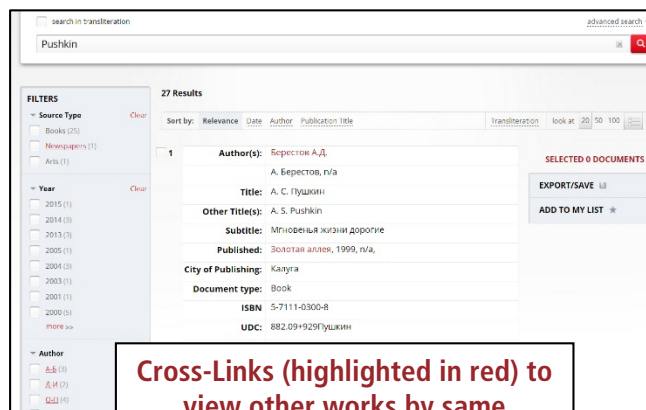 search in transliteration
advanced search
Pushkin
FILTERS
Source Type Clear
Books (25)
Newspapers (1)
Arts (1)
Year Clear
2015 (1)
2014 (3)
2013 (3)
2005 (1)
2004 (3)
2003 (1)
2001 (1)
2000 (5)
more >>
Author
А-Б (3)
Д-И (2)
О-П (4)
27 Results
Sort by: Relevance Date Author Publication Title Transliteration look at 20 50 100
1 Author(s): Берестов А.Д.
А. Берестов, n/a
Title: А. С. Пушкин
Other Title(s): A. S. Pushkin
Subtitle: Мгновенья жизни дорогие
Published: Золотая аллея, 1999, n/a,
City of Publishing: Калуга
Document type: Book
ISBN 5-7111-0300-8
UDC: 882.09+929Пушкин
SELECTED 0 DOCUMENTS
EXPORT/SAVE
ADD TO MY LIST
Cross-Links (highlighted in red) to
view other works by same